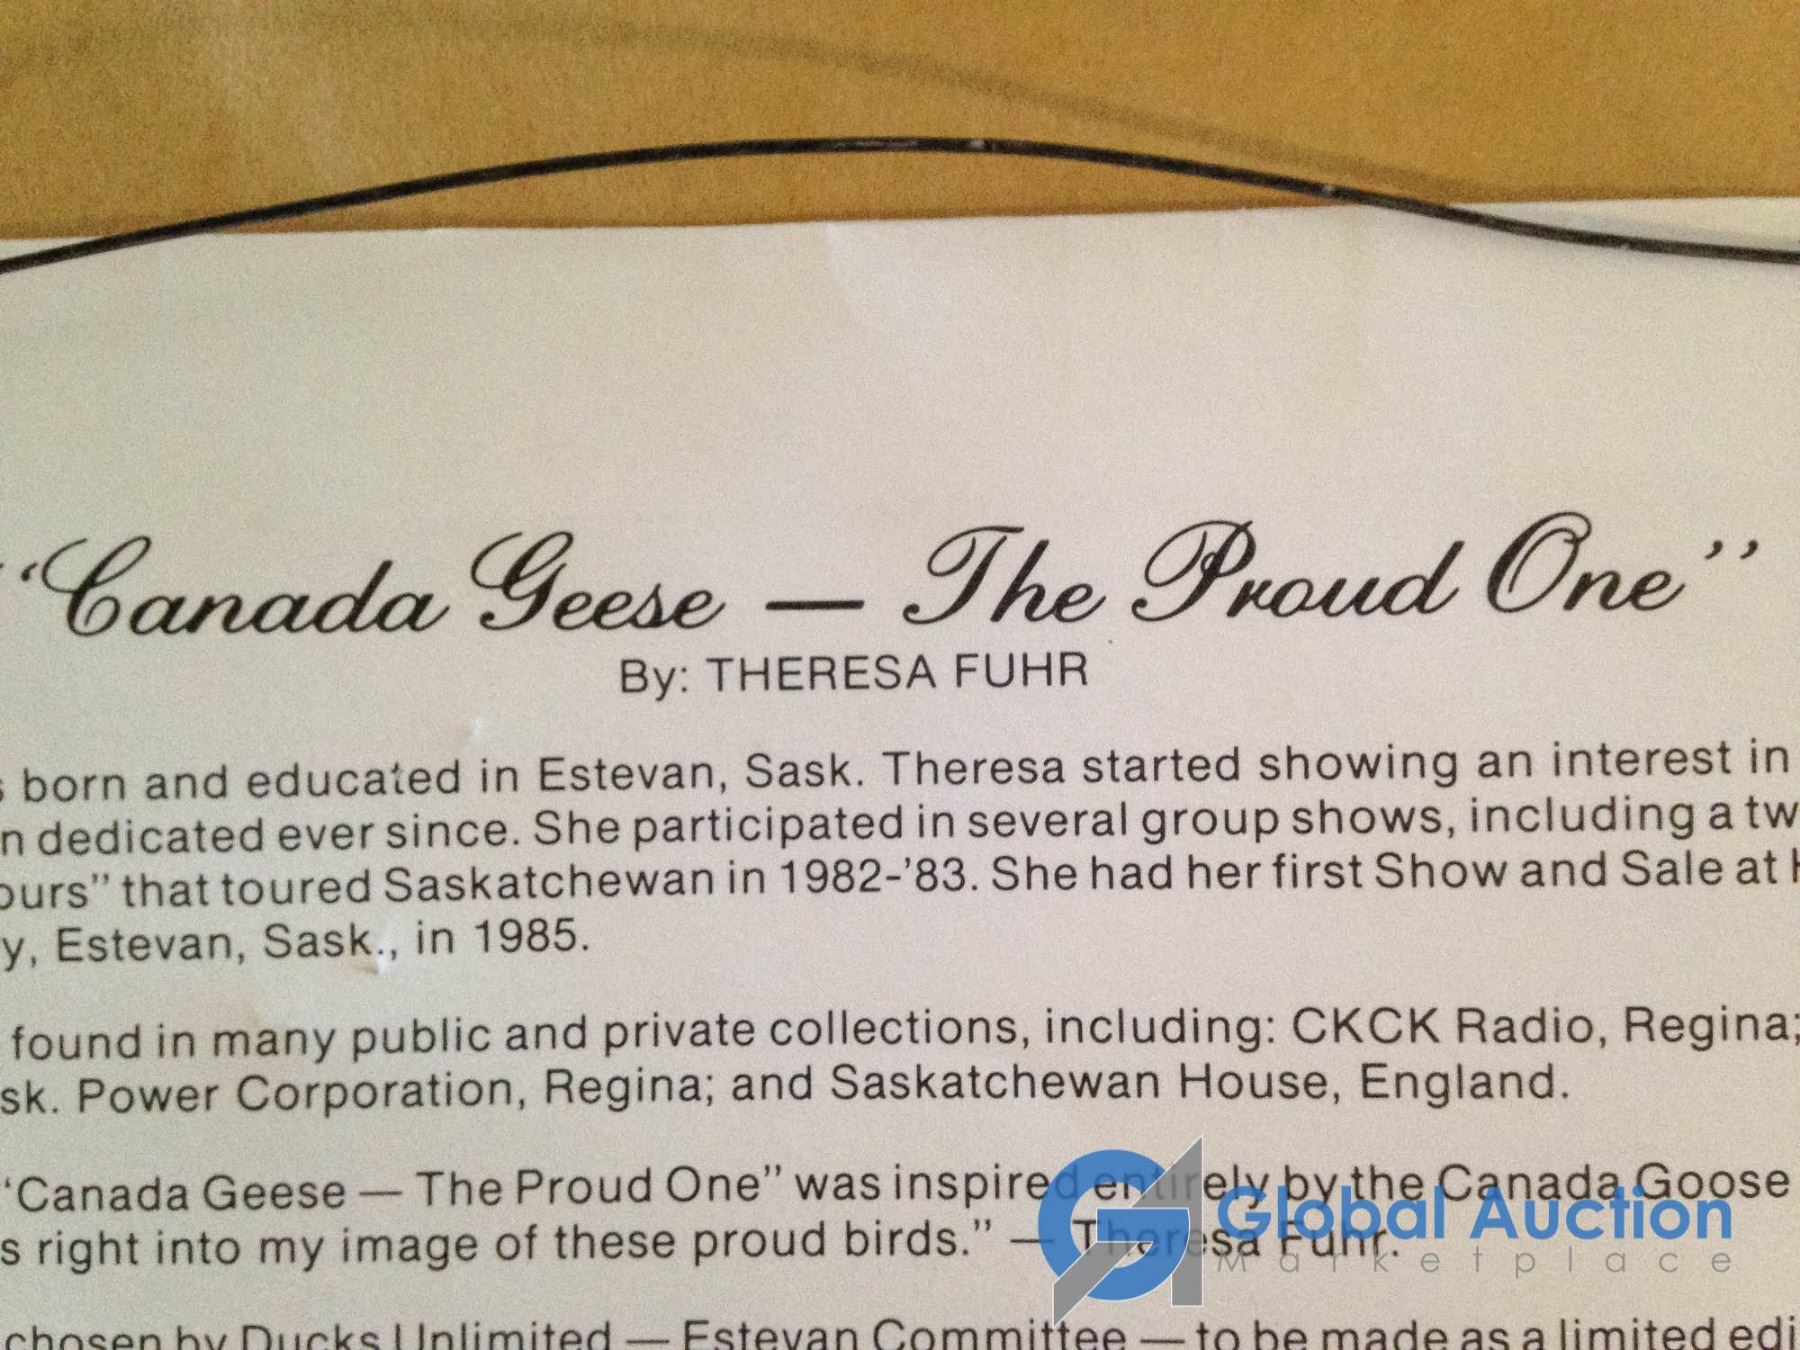 “Canada Geese — The Proud One”
By: THERESA FUHR
born and educated in Estevan, Sask. Theresa started showing an interest in
dedicated ever since. She participated in several group shows, including a
that toured Saskatchewan in 1982-’83. She had her first Show and Sale at
Estevan, Sask., in 1985.
found in many public and private collections, including: CKCK Radio, Regina;
Power Corporation, Regina; and Saskatchewan House, England.
‘Canada Geese — The Proud One” was inspired entirely by the Canada Goose
right into my image of these proud birds.” — Theresa Fuhr.
Global Auction
Marketplace
chosen by Ducks Unlimited — Estevan Committee — to be made as a limited